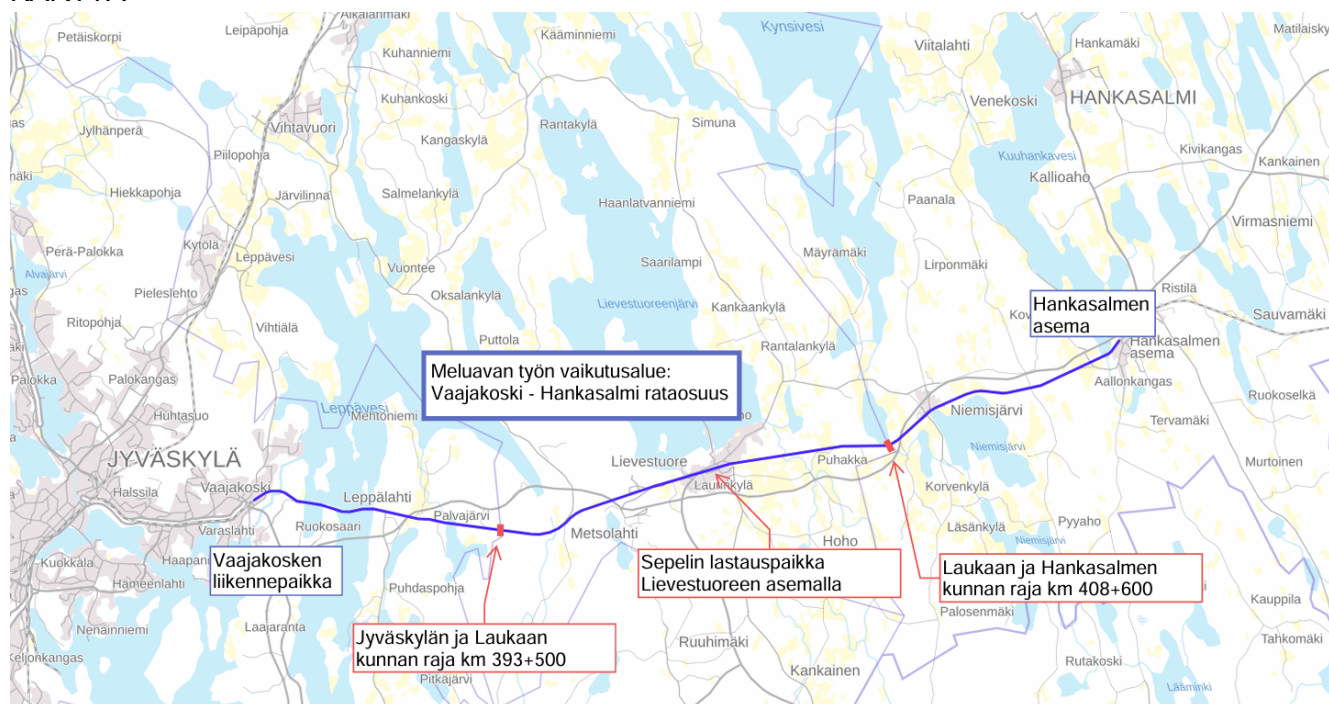 Petäiskorpi
Leipäpohja
Kuhanniemi
Kääminniemi
Kynsivesi
Viitalahti
Hankamäki
HANKASALMI
Kuhankoski
Venekoski
Vihtavuori
Jylhänperä
Kangaskylä
Rantakylä
Simuna
Piilopohja
Kuuhankavesi
Kivikangas
Kankainen
Kallioaho
Hiekkapohja
Järvilinna
Salmelankylä
Haanlatvanniemi
Paanala
Virmasniemi
Kytölä
Perä-Palokka
Leppävesi
Mäyrämäki
Alvajärvi
Vuontee
Saarilampi
Lirponmäki
Pieleslehto
Oksalankylä
Lievestuoreenjärvi
Kankaankylä
Ristilä
Hankasalmen
asema
Sauvamäki
Ritopohja
Vihtiälä
Puttola
Rantalankylä
Hankasalmen
asema
Palokka
Palokangas
Meluavan työn vaikutusalue:
Vaajakoski - Hankasalmi rataosuus
Aallonkangas
Ruokoselkä
Huhtasuo
Leppävesi
Mentoniemi
Niemisjärvi
Tervamäki
JYVÄSKYLÄ
Niemisjärvi
Lievestuore
Puhakka
Murtoinen
Halssila
Vaajakoski
Leppälahti
Laurinkylä
Korvenkylä
Palvajärvi
Ruokosaari
Varaslahti
Metsolahti
Läsänkylä
Pyyaho
Hoho
Niemisjärvi
Kuokkala
Vaajakosken
liikennepaikka
Sepelin lastauspaikka
Lievestuoreen asemalla
Laukaan ja Hankasalmen
kunnan raja km 408+600
Hämeenlahti
Puhdaspohja
Kauppila
Palosenmäki
Nenäinniemi
Laajaranta
Jyväskylän ja Laukaan
kunnan raja km 393+500
Ruuhimäki
Tahkomäki
Keljonkangas
Kankainen
Rutakoski
Pitkäjärvi
Lääminki